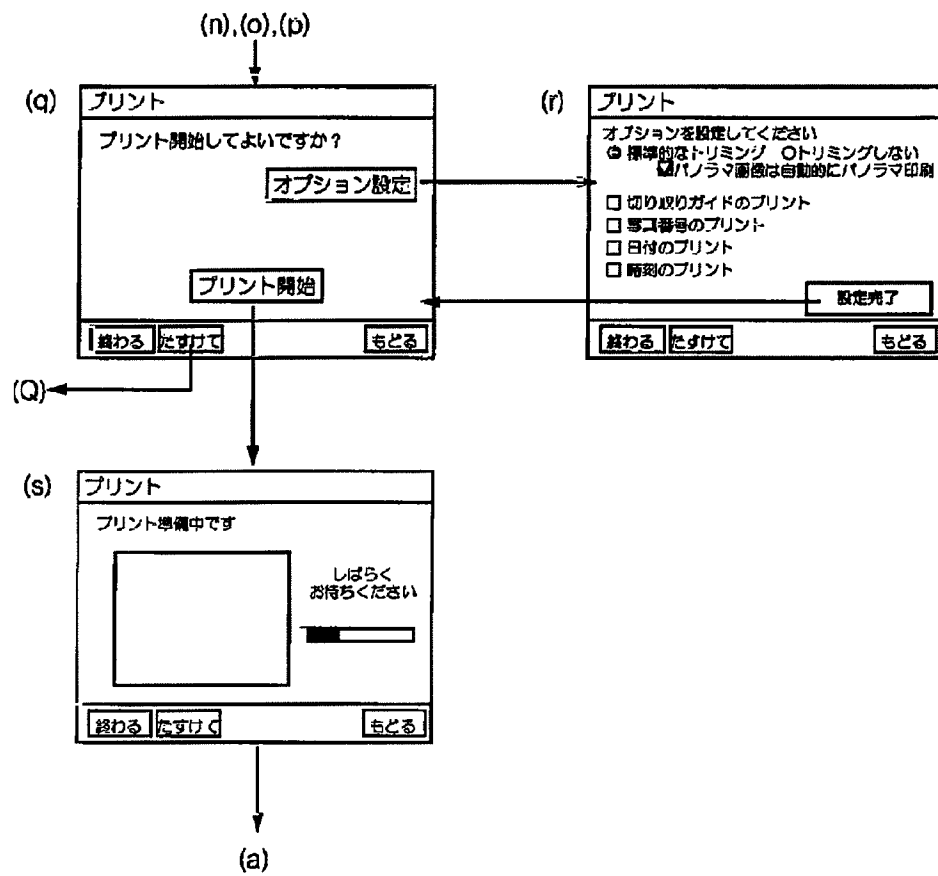 (n),(o),(p)
(q)
プリント
プリント開始してよいですか？
オプション設定
プリント開始
終わる
たすけて
もどる
(Q)
(r)
プリント
オプションを設定してください
標準的なトリミング トリミングしない
パノラマ画像は自動的にパノラマ印刷
切り取りガイドのプリント
番号のプリント
日付のプリント
時刻のプリント
設定完了
終わる
たすけて
もどる
(s)
プリント
プリント準備中です
しばらく
お待ちください
終わる
たすけて
もどる
(a)